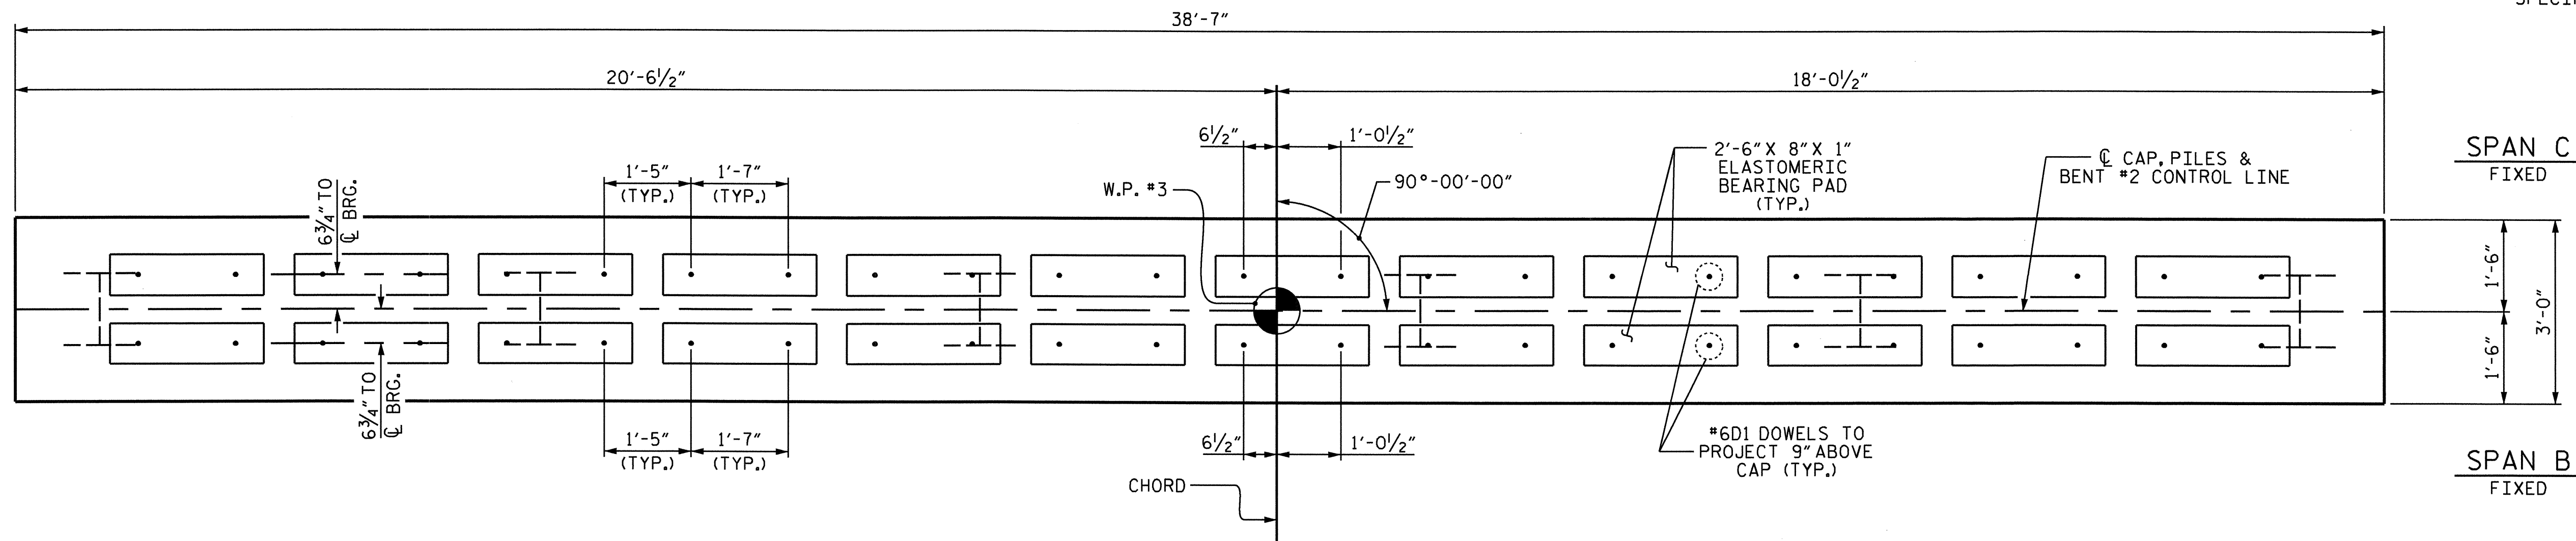 SPECI
38'-7"
20'-6½"
18'-0½"
6½"
1'-0½"
2'-6" X 8" X 1"
ELASTOMERIC
BEARING PAD
(TYP.)
℄ CAP, PILES &
BENT #2 CONTROL LINE
SPAN C
FIXED
1'-5"
(TYP.)
1'-7"
(TYP.)
W.P. #3
90°-00'-00"
6¾" TO
℄ BRG.
1'-6"
3'-0"
1'-6"
6¾" TO
℄ BRG.
1'-5"
(TYP.)
1'-7"
(TYP.)
6½"
1'-0½"
#6D1 DOWELS TO
PROJECT 9" ABOVE
CAP (TYP.)
SPAN B
FIXED
CHORD